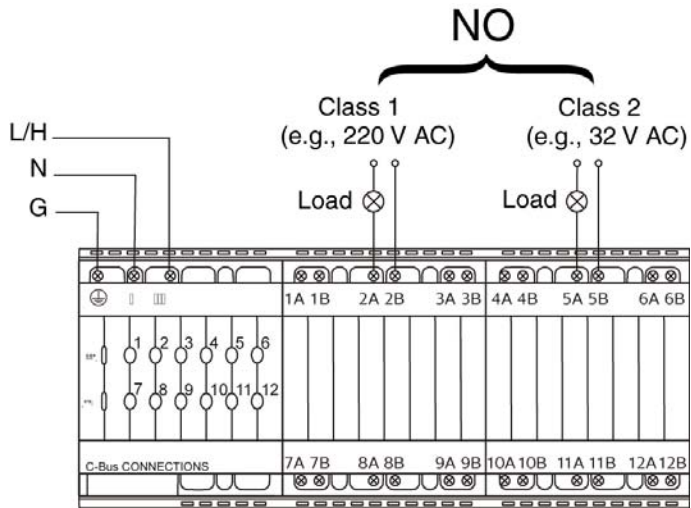 NO
Class 1
(e.g., 220 V AC)
Class 2
(e.g., 32 V AC)
L/H
N
G
Load
Load
1A 1B 2A 2B 3A 3B 4A 4B 5A 5B 6A 6B
1 2 3 4 5 6
7 8 9 10 11 12
C-Bus CONNECTIONS
7A 7B 8A 8B 9A 9B 10A 10B 11A 11B 12A 12B